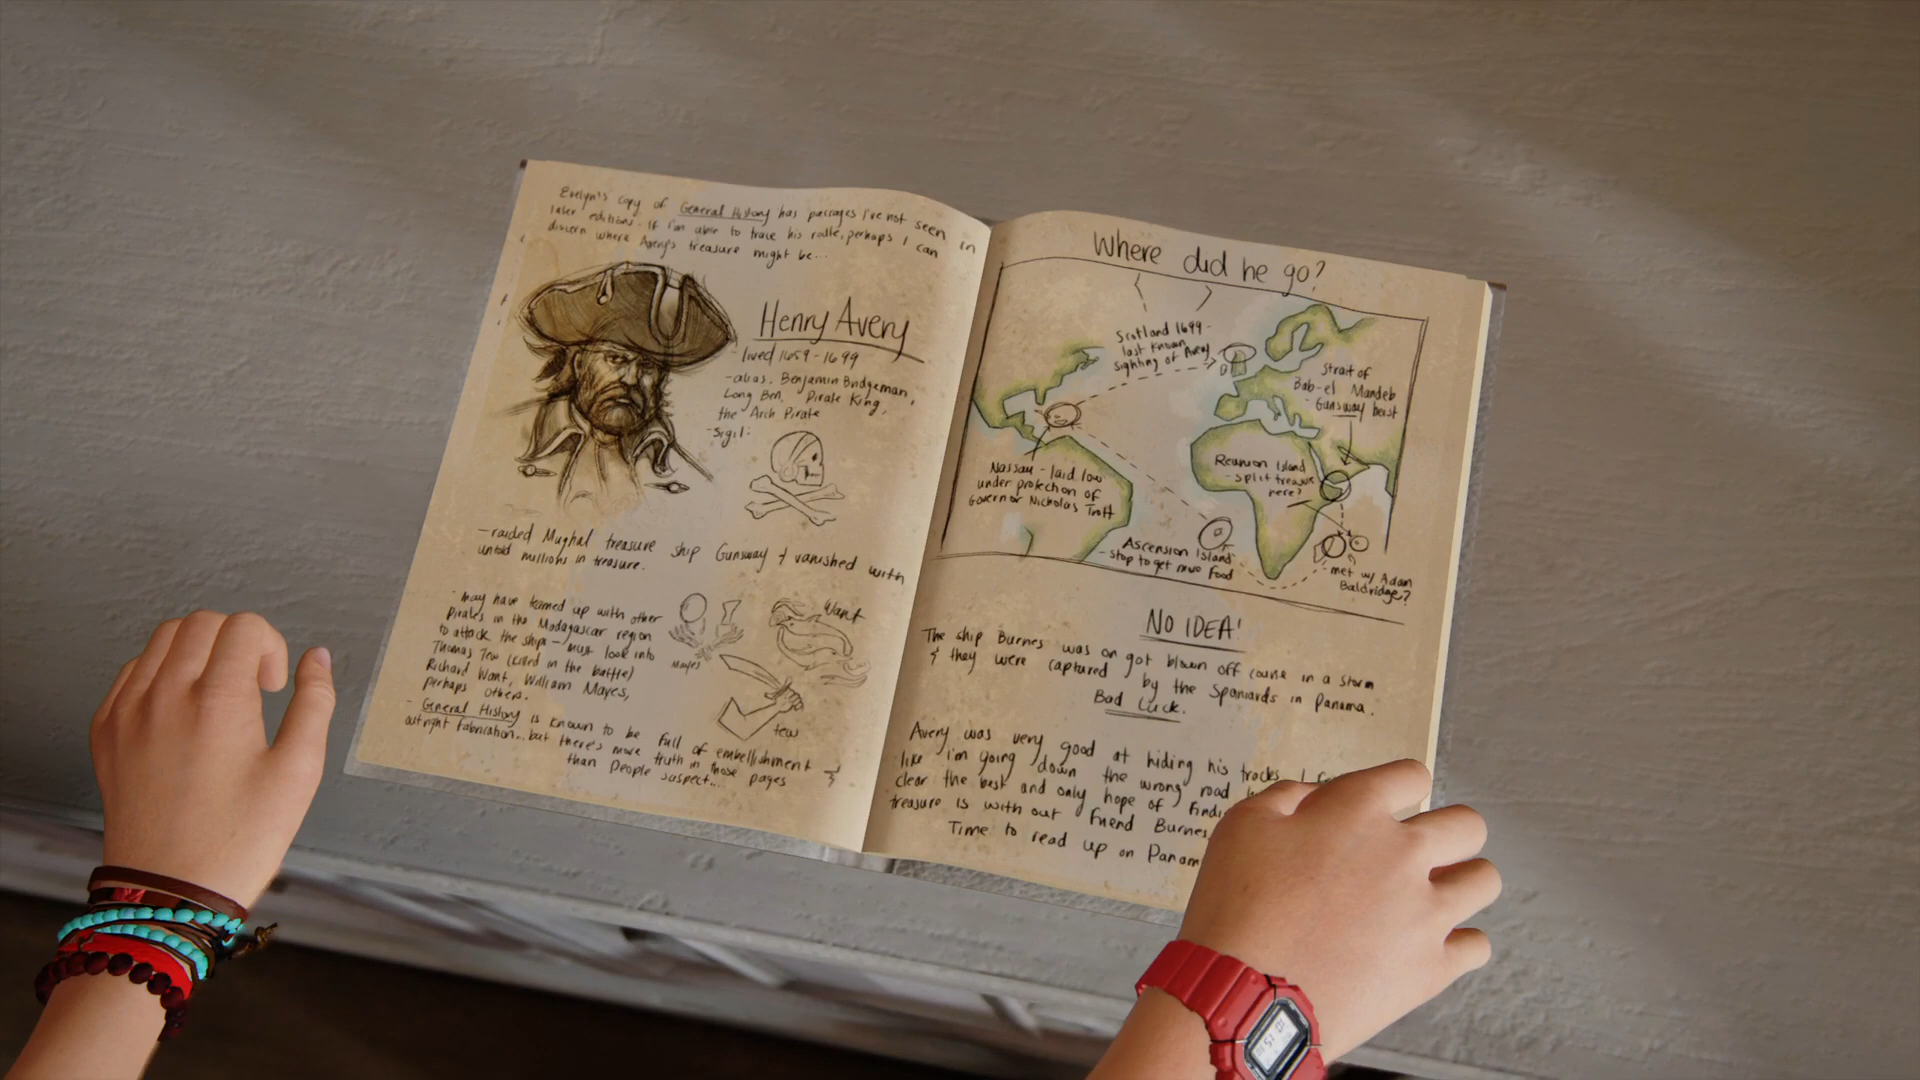 Evelyn's copy of General History has passages I've not seen in
later editions. If I'm able to trace his route, perhaps I can
discern where Avery's treasure might be...
Henry Avery
- lived 1659-1699
- alias. Benjamin Bridgeman,
Long Ben, Pirate King,
the Arch Pirate
- sigil:
- raided Mughal treasure ship Gunsway & vanished with
untold millions in treasure.
- may have teamed up with other
pirates in the Madagascar region
to attack the ship - must look into
Thomas Tew (killed in the battle)
Richard Want, William Mayes,
perhaps others.
Mayes
Want
Tew
- General History is known to be full of embellishment &
outright fabrication... but there's more truth in those pages
than people suspect...
Where did he go?
Scotland 1699 -
last known
sighting of Avery
Strait of
Bab-el Mandeb
- Gunsway heist
Nassau - laid low
under protection of
Governor Nicholas Trott
Reunion Island
- split treasure
here?
Ascension Island
- stop to get more food
- met w/ Adam
Baldridge?
NO IDEA!
The ship Burnes was on got blown off course in a storm
& they were captured by the Spaniards in Panama.
Bad Luck.
Avery was very good at hiding his tracks. I
like I'm going down the wrong road
clear the best and only hope of
treasure is with our friend Burnes
Time to read up on
10 51